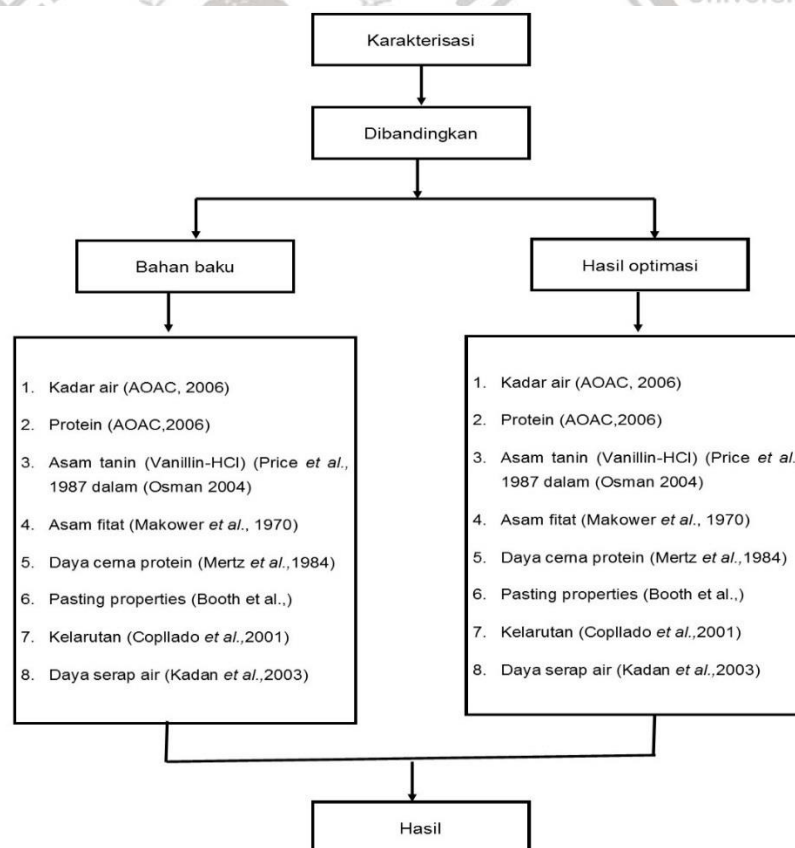 Karakterisasi
Dibandingkan
Bahan baku
Hasil optimasi
1. Kadar air (AOAC, 2006)
2. Protein (AOAC,2006)
3. Asam tanin (Vanillin-HCl) (Price et al.,
1987 dalam (Osman 2004)
4. Asam fitat (Makower et al., 1970)
5. Daya cerna protein (Mertz et al.,1984)
6. Pasting properties (Booth et al.,)
7. Kelarutan (Copllado et al.,2001)
8. Daya serap air (Kadan et al.,2003)
1. Kadar air (AOAC, 2006)
2. Protein (AOAC,2006)
3. Asam tanin (Vanillin-HCl) (Price et al.
1987 dalam (Osman 2004)
4. Asam fitat (Makower et al., 1970)
5. Daya cerna protein (Mertz et al.,1984)
6. Pasting properties (Booth et al.,)
7. Kelarutan (Copllado et al.,2001)
8. Daya serap air (Kadan et al.,2003)
Hasil